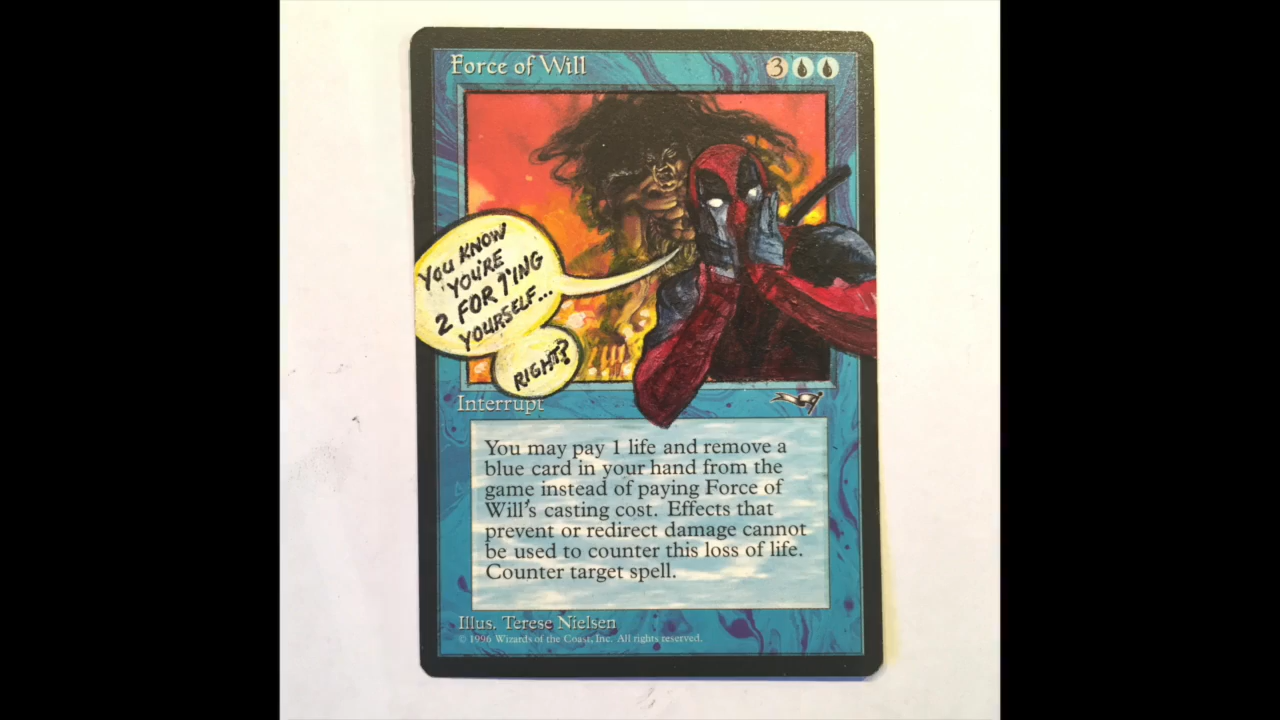 Force of Will 3
YOU KNOW
YOU'RE
2 FOR 1'ING
YOURSELF...
RIGHT?
Interrupt
You may pay 1 life and remove a
blue card in your hand from the
game instead of paying Force of
Will's casting cost. Effects that
prevent or redirect damage cannot
be used to counter this loss of life.
Counter target spell.
Illus. Terese Nielsen
© 1996 Wizards of the Coast, Inc. All rights reserved.